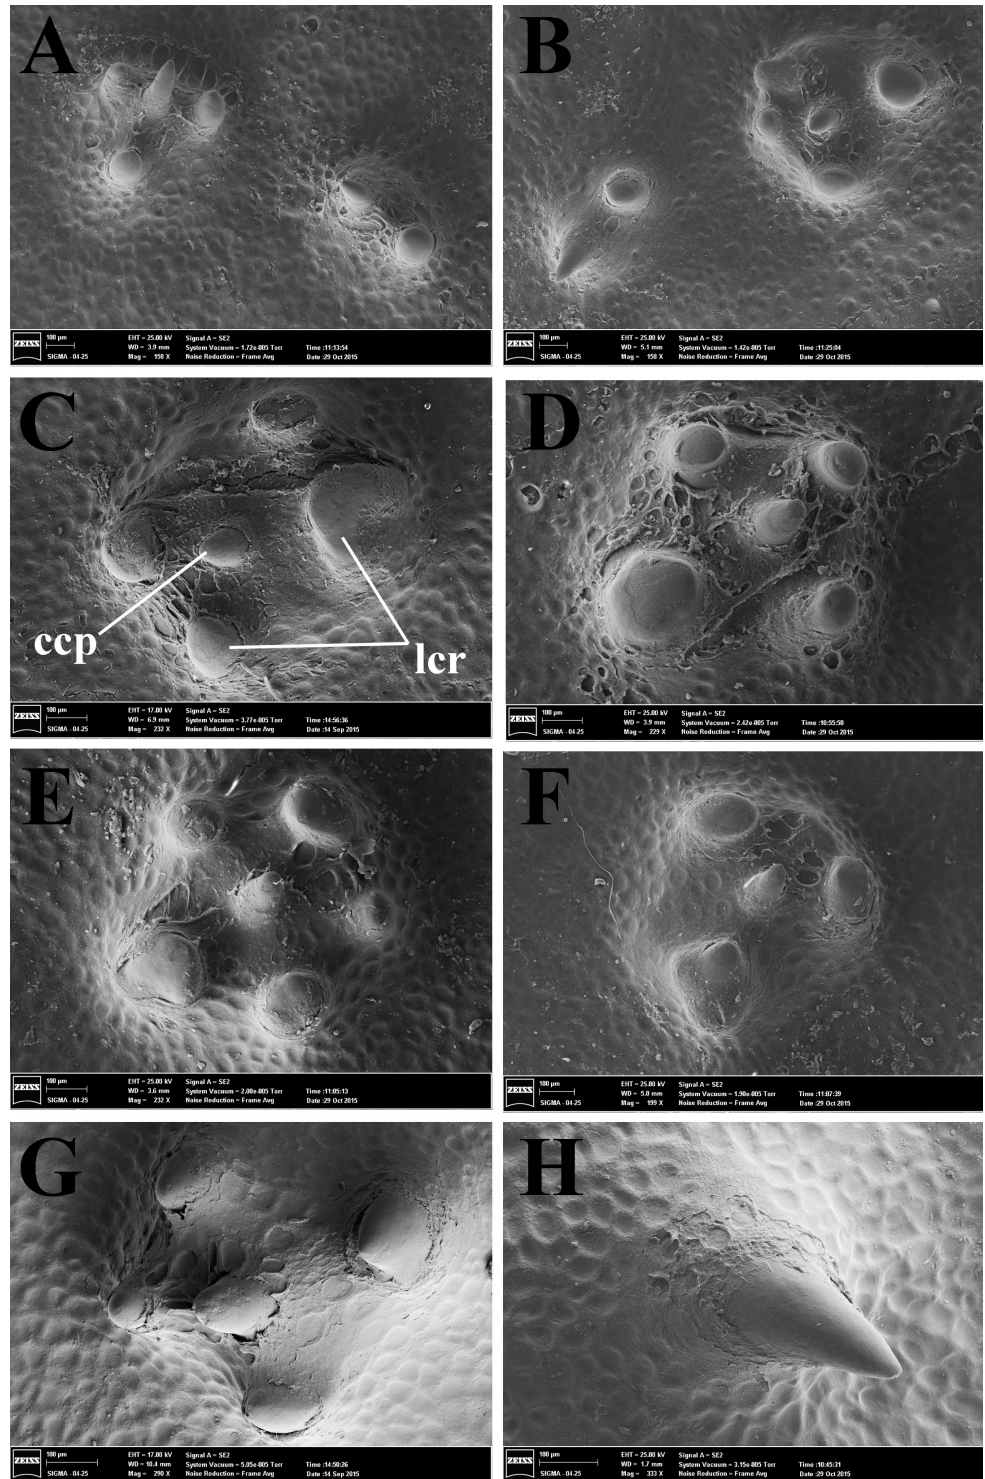 A
B
100 µm
EHT = 25.00 kV
Signal A = SE2
WD = 3.9 mm
System Vacuum = 1.72e-005 Torr
Time :11:13:54
ZEISS
SIGMA - 04-25
Mag = 150 X
Noise Reduction = Frame Avg
Date :29 Oct 2015
100 µm
EHT = 25.00 kV
Signal A = SE2
WD = 5.1 mm
System Vacuum = 1.42e-005 Torr
Time :11:25:04
ZEISS
SIGMA - 04-25
Mag = 150 X
Noise Reduction = Frame Avg
Date :29 Oct 2015
C
D
ccp
lcr
100 µm
EHT = 17.00 kV
Signal A = SE2
WD = 6.9 mm
System Vacuum = 3.77e-005 Torr
Time :14:56:36
ZEISS
SIGMA - 04-25
Mag = 232 X
Noise Reduction = Frame Avg
Date :14 Sep 2015
100 µm
EHT = 25.00 kV
Signal A = SE2
WD = 3.9 mm
System Vacuum = 2.42e-005 Torr
Time :10:55:50
ZEISS
SIGMA - 04-25
Mag = 229 X
Noise Reduction = Frame Avg
Date :29 Oct 2015
E
F
100 µm
EHT = 25.00 kV
Signal A = SE2
WD = 3.6 mm
System Vacuum = 2.08e-005 Torr
Time :11:05:13
ZEISS
SIGMA - 04-25
Mag = 232 X
Noise Reduction = Frame Avg
Date :29 Oct 2015
100 µm
EHT = 25.00 kV
Signal A = SE2
WD = 5.8 mm
System Vacuum = 1.90e-005 Torr
Time :11:07:39
ZEISS
SIGMA - 04-25
Mag = 199 X
Noise Reduction = Frame Avg
Date :29 Oct 2015
G
H
100 µm
EHT = 17.00 kV
Signal A = SE2
WD = 10.4 mm
System Vacuum = 5.05e-005 Torr
Time :14:50:26
ZEISS
SIGMA - 04-25
Mag = 290 X
Noise Reduction = Frame Avg
Date :14 Sep 2015
100 µm
EHT = 25.00 kV
Signal A = SE2
WD = 1.7 mm
System Vacuum = 3.15e-005 Torr
Time :10:45:31
ZEISS
SIGMA - 04-25
Mag = 333 X
Noise Reduction = Frame Avg
Date :29 Oct 2015